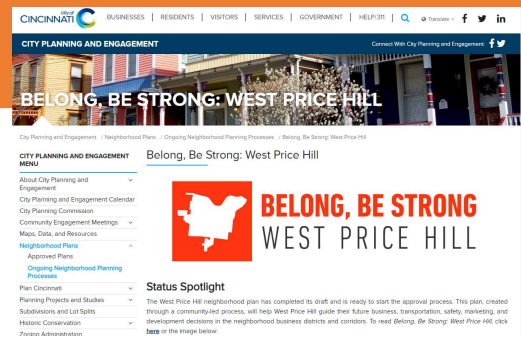 city of
CINCINNATI
BUSINESSES | RESIDENTS | VISITORS | SERVICES | GOVERNMENT | HELP!311 |
Translate
CITY PLANNING AND ENGAGEMENT
Connect With City Planning and Engagement:
BELONG, BE STRONG: WEST PRICE HILL
City Planning and Engagement / Neighborhood Plans / Ongoing Neighborhood Planning Processes / Belong, Be Strong: West Price Hill
CITY PLANNING AND ENGAGEMENT
MENU
About City Planning and
Engagement
City Planning and Engagement Calendar
City Planning Commission
Community Engagement Meetings
Maps, Data, and Resources
Neighborhood Plans
Approved Plans
Ongoing Neighborhood Planning
Processes
Plan Cincinnati
Planning Projects and Studies
Subdivisions and Lot Splits
Historic Conservation
Zoning Administration
Belong, Be Strong: West Price Hill
BELONG, BE STRONG
WEST PRICE HILL
Status Spotlight
The West Price Hill neighborhood plan has completed its draft and is ready to start the approval process. This plan, created
through a community-led process, will help West Price Hill guide their future business, transportation, safety, marketing, and
development decisions in the neighborhood business districts and corridors. To read Belong, Be Strong: West Price Hill, click
here or the image below: